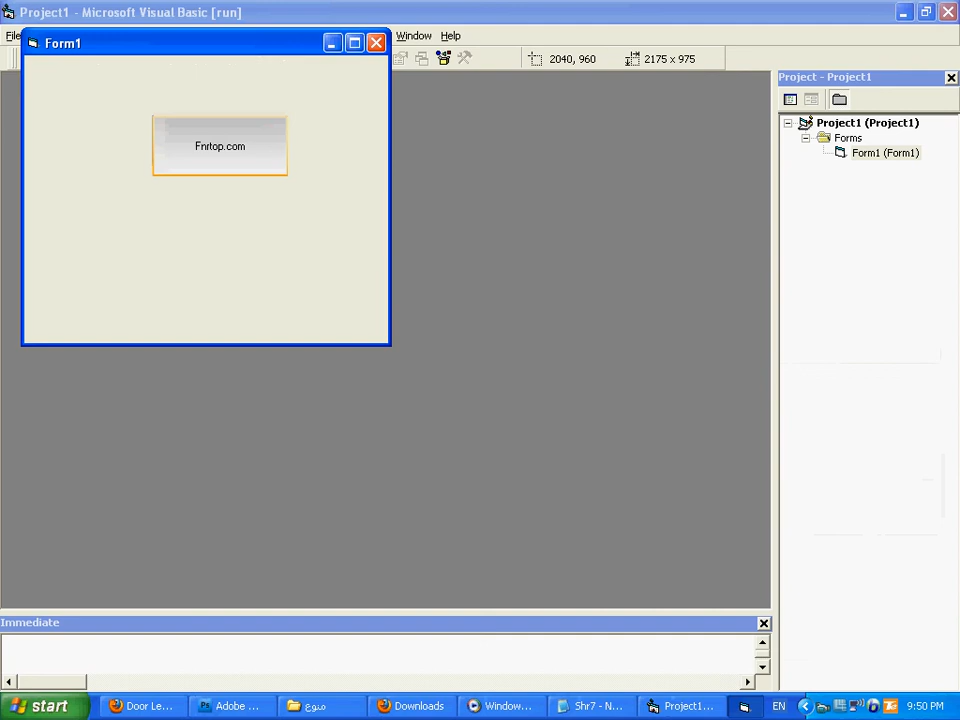 Project1 - Microsoft Visual Basic [run]
Window Help
Form1
2040, 960
2175 x 975
Fnrtop.com
Project - Project1
Project1 (Project1)
Forms
Form1 (Form1)
Immediate
start
Door Le...
Adobe ...
منوع
Downloads
Window...
Shr7 - N...
Project1...
EN
9:50 PM